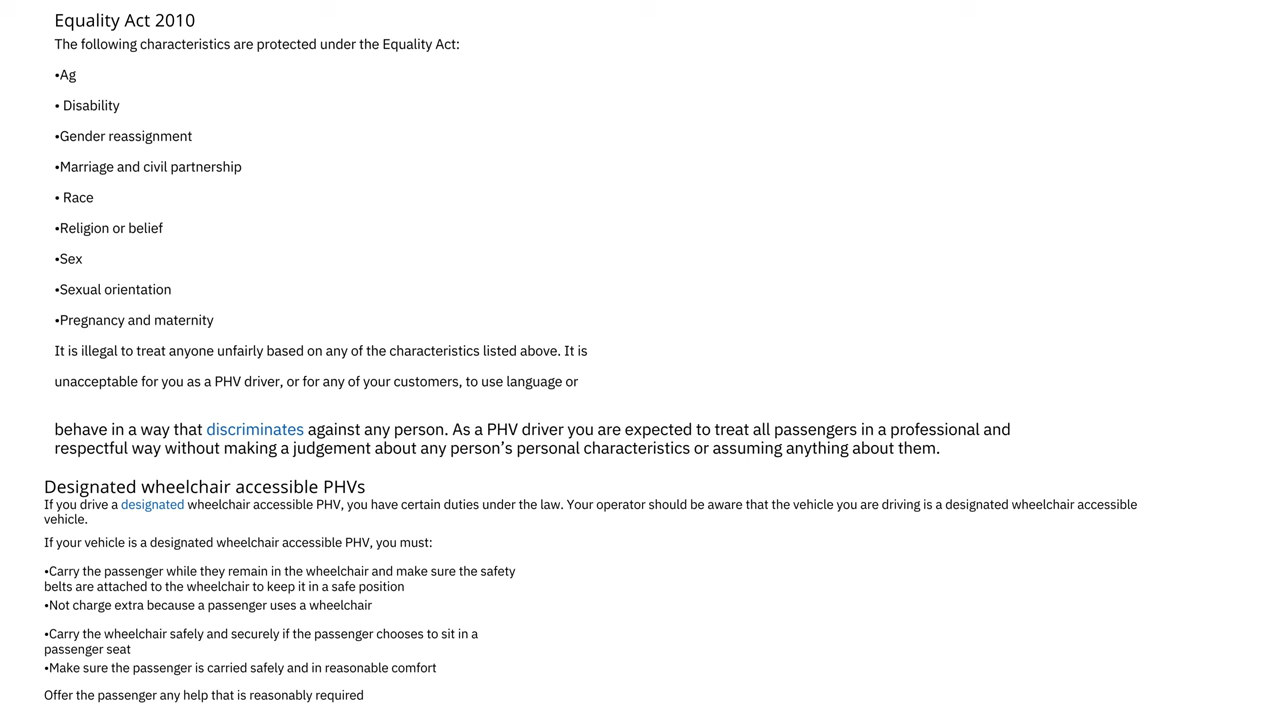 Equality Act 2010
The following characteristics are protected under the Equality Act:
•Ag
• Disability
•Gender reassignment
•Marriage and civil partnership
• Race
•Religion or belief
•Sex
•Sexual orientation
•Pregnancy and maternity
It is illegal to treat anyone unfairly based on any of the characteristics listed above. It is
unacceptable for you as a PHV driver, or for any of your customers, to use language or
behave in a way that discriminates against any person. As a PHV driver you are expected to treat all passengers in a professional and
respectful way without making a judgement about any person’s personal characteristics or assuming anything about them.
Designated wheelchair accessible PHVs
If you drive a designated wheelchair accessible PHV, you have certain duties under the law. Your operator should be aware that the vehicle you are driving is a designated wheelchair accessible
vehicle.
If your vehicle is a designated wheelchair accessible PHV, you must:
•Carry the passenger while they remain in the wheelchair and make sure the safety
belts are attached to the wheelchair to keep it in a safe position
•Not charge extra because a passenger uses a wheelchair
•Carry the wheelchair safely and securely if the passenger chooses to sit in a
passenger seat
•Make sure the passenger is carried safely and in reasonable comfort
Offer the passenger any help that is reasonably required